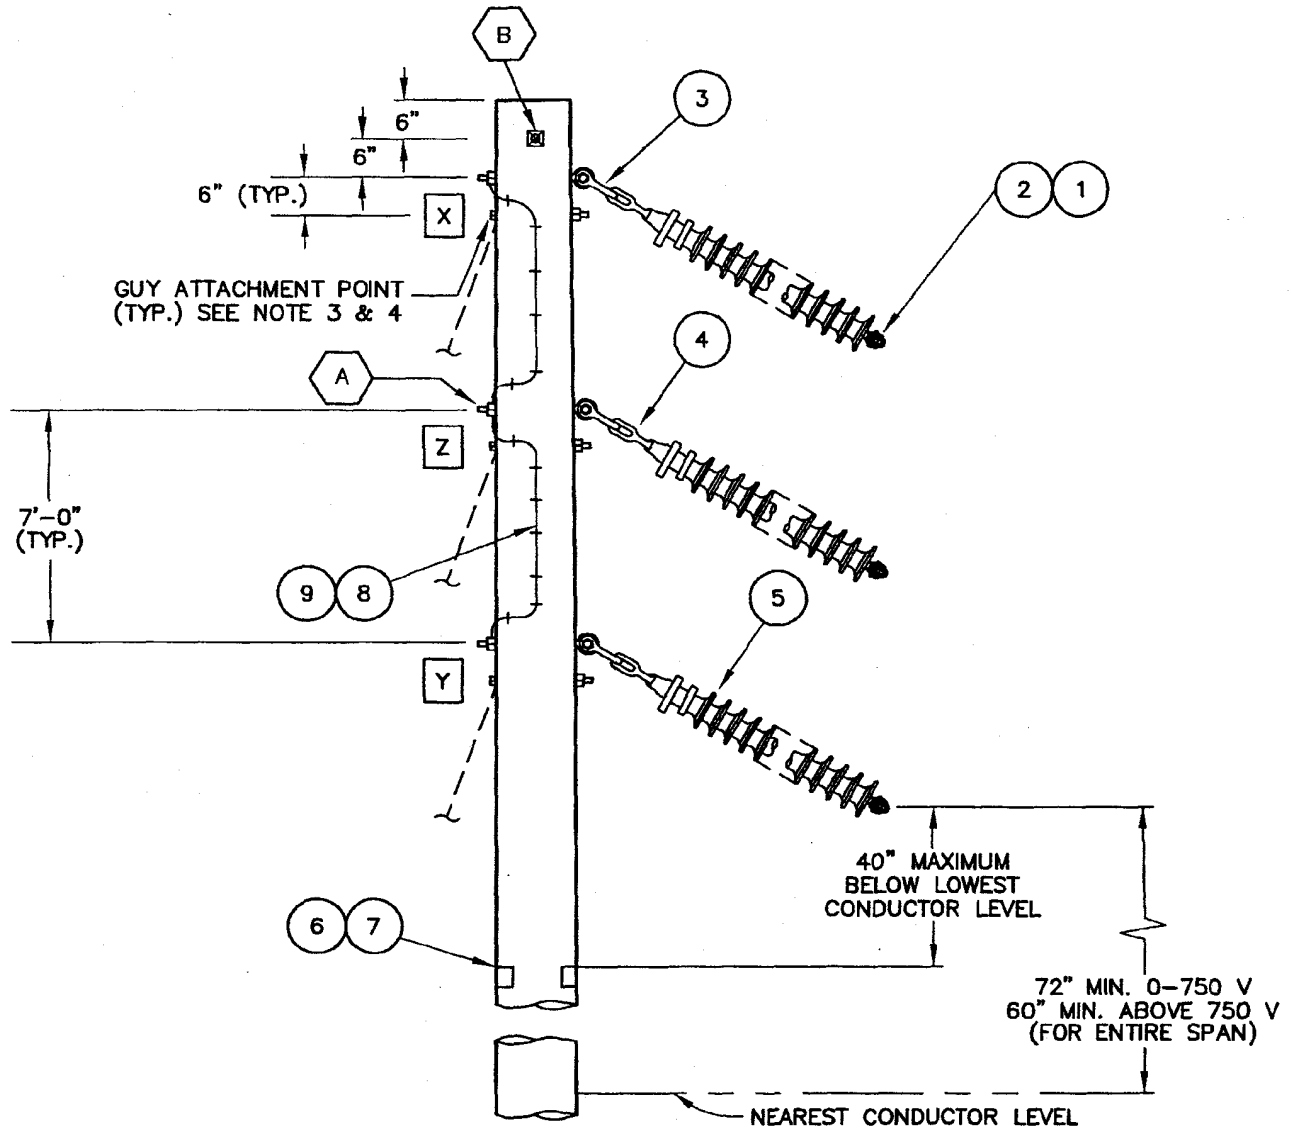 B
6"
3
6"
2 1
6" (TYP.)
X
GUY ATTACHMENT POINT
(TYP.) SEE NOTE 3 & 4
4
A
Z
7'-0"
(TYP.)
9 8
5
Y
40" MAXIMUM
BELOW LOWEST
CONDUCTOR LEVEL
6 7
72" MIN. 0-750 V
60" MIN. ABOVE 750 V
(FOR ENTIRE SPAN)
NEAREST CONDUCTOR LEVEL